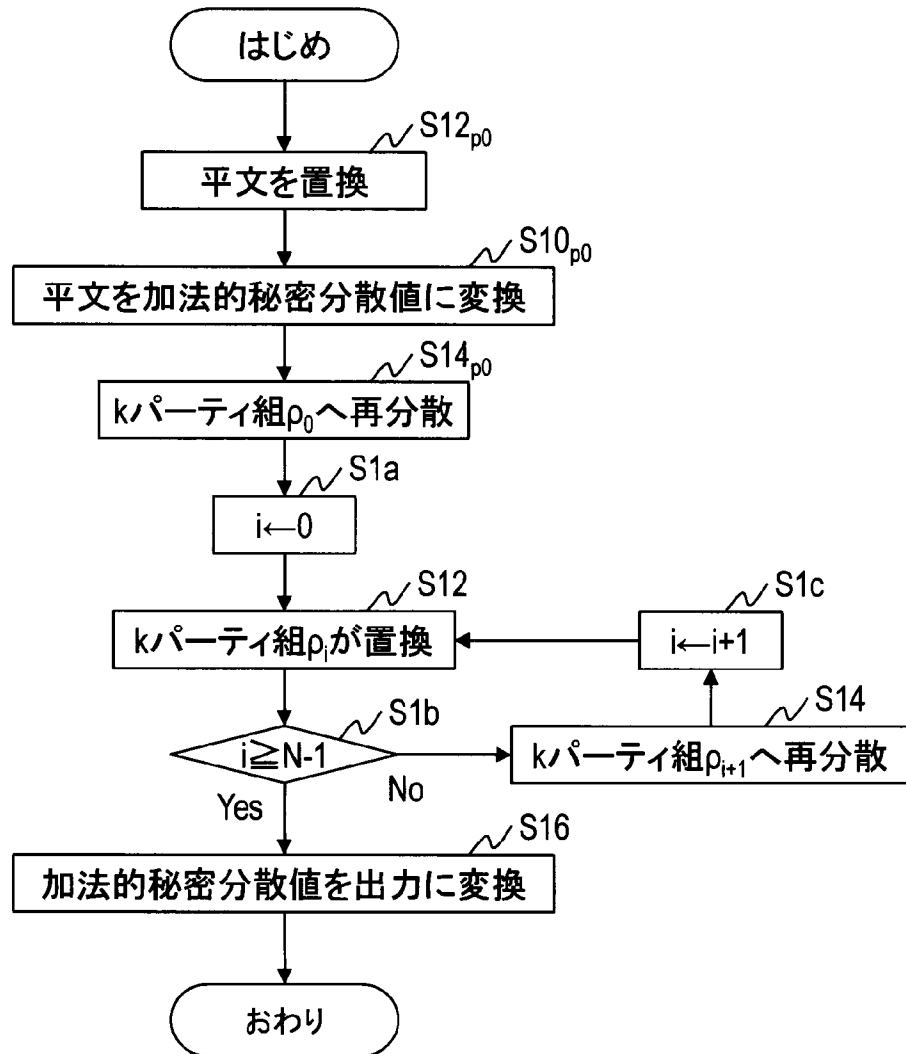 はじめ
S12p0
平文を置換
S10p0
平文を加法的秘密分散値に変換
S14p0
kパーティ組ρ0へ再分散
S1a
i←0
S12
kパーティ組ρiが置換
S1c
i←i+1
S1b
i≧N-1
S14
kパーティ組ρi+1へ再分散
Yes
No
S16
加法的秘密分散値を出力に変換
おわり